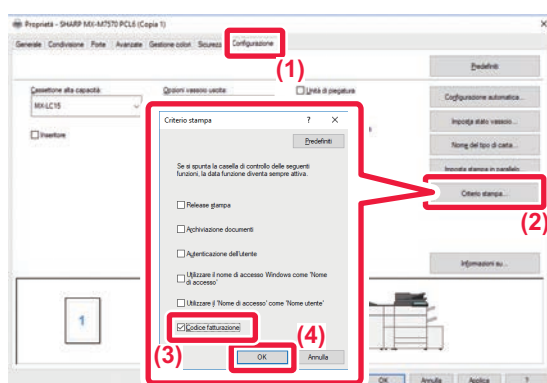 Proprietà - SHARP MX-M7570 PCL6 (Copia 1)
Generale Condivisione Porte Avanzate Gestione colori Sicurezza Configurazione
(1)
Predefiniti
Cassettone alta capacità:
Opzioni vassoio uscita:
Unità di piegatura
MX-LC15
Configurazione automatica...
Inseritore
Imposta stato vassoio...
Nome del tipo di carta...
Imposta stampa in parallelo...
Criterio stampa...
(2)
Informazioni su...
Criterio stampa ? X
Predefiniti
Se si spunta la casella di controllo delle seguenti
funzioni, la data funzione diventa sempre attiva.
Release stampa
Archiviazione documenti
Autenticazione dell'utente
Utilizzare il nome di accesso Windows come 'Nome
di accesso'
Utilizzare il 'Nome di accesso' come 'Nome utente'
Codice fatturazione
(3)
(4)
OK Annulla
1
OK Annulla Applica ?